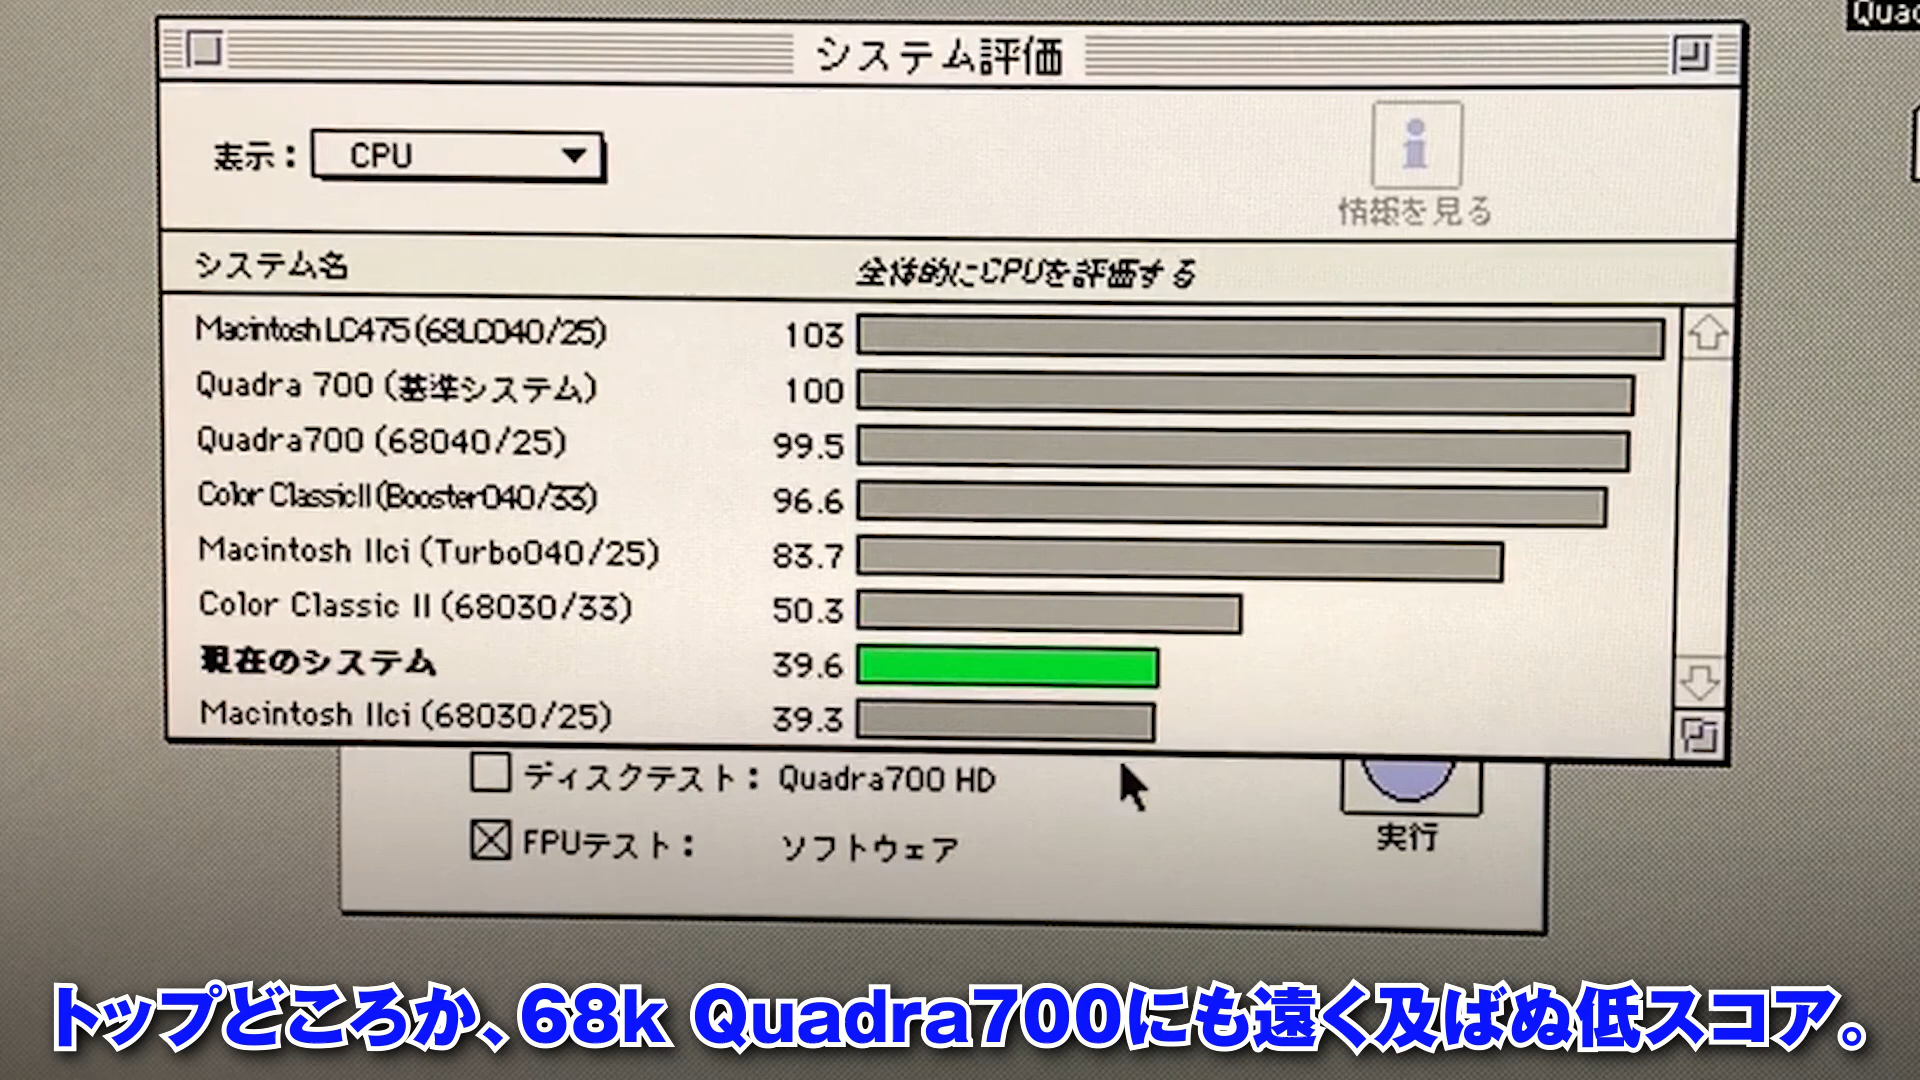 システム評価
表示： CPU
情報を見る
システム名 全体的にCPUを評価する
Macintosh LC475 (68LC040/25) 103
Quadra 700 (基準システム) 100
Quadra700 (68040/25) 99.5
Color ClassicII (Booster040/33) 96.6
Macintosh IIci (Turbo040/25) 83.7
Color Classic II (68030/33) 50.3
現在のシステム 39.6
Macintosh IIci (68030/25) 39.3
ディスクテスト： Quadra700 HD
FPUテスト： ソフトウェア
実行
トップどころか、68k Quadra700にも遠く及ばぬ低スコア。